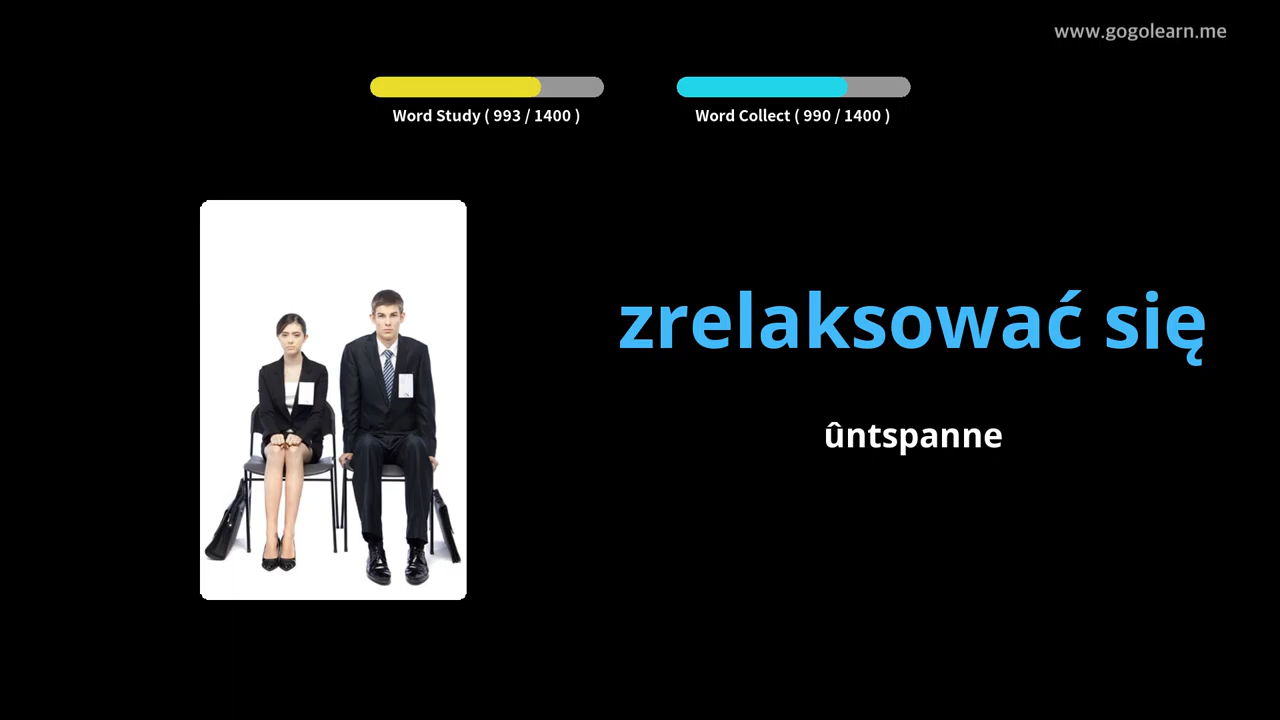 www.gogolearn.me
Word Study ( 993 / 1400 )
Word Collect ( 990 / 1400 )
zrelaksować się
ûntspanne